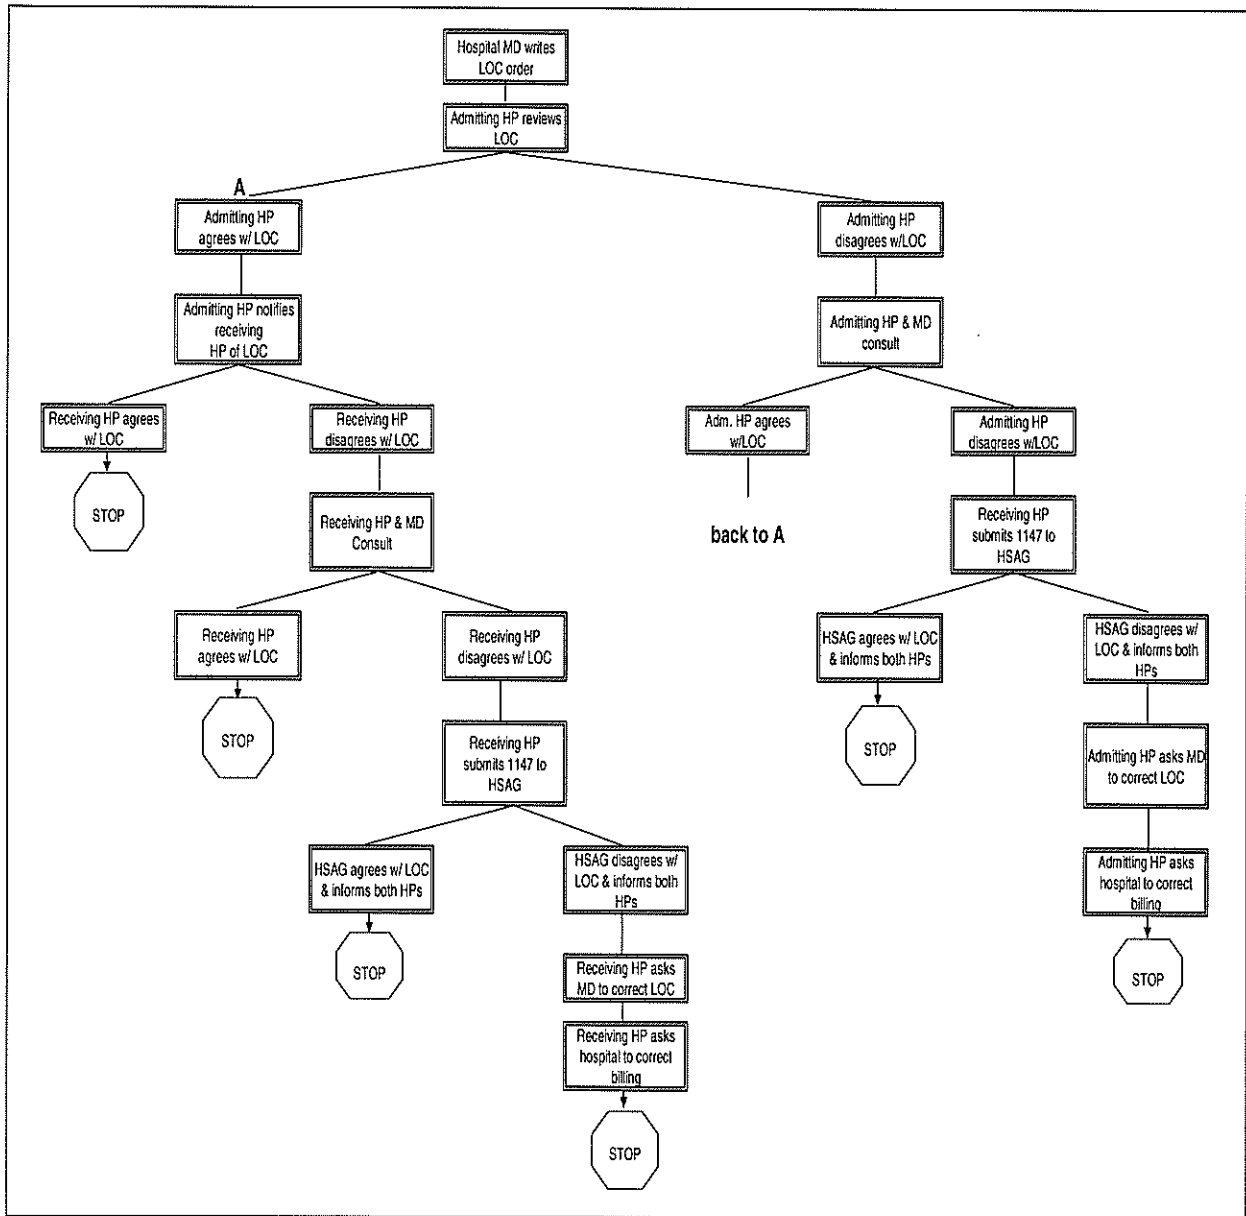 Hospital MD writes
LOC order
Admitting HP reviews
LOC
A
Admitting HP
agrees w/ LOC
Admitting HP
disagrees w/LOC
Admitting HP notifies
receiving
HP of LOC
Admitting HP & MD
consult
Receiving HP agrees
w/ LOC
Receiving HP
disagrees w/ LOC
Adm. HP agrees
w/LOC
Admitting HP
disagrees w/LOC
STOP
Receiving HP & MD
Consult
back to A
Receiving HP
submits 1147 to
HSAG
Receiving HP
agrees w/ LOC
Receiving HP
disagrees w/ LOC
HSAG agrees w/ LOC
& informs both HPs
HSAG disagrees w/
LOC & informs both
HPs
STOP
Receiving HP
submits 1147 to
HSAG
STOP
Admitting HP asks MD
to correct LOC
HSAG agrees w/ LOC
& informs both HPs
HSAG disagrees w/
LOC & informs both
HPs
Admitting HP asks
hospital to correct
billing
STOP
Receiving HP asks
MD to correct LOC
STOP
Receiving HP asks
hospital to correct
billing
STOP